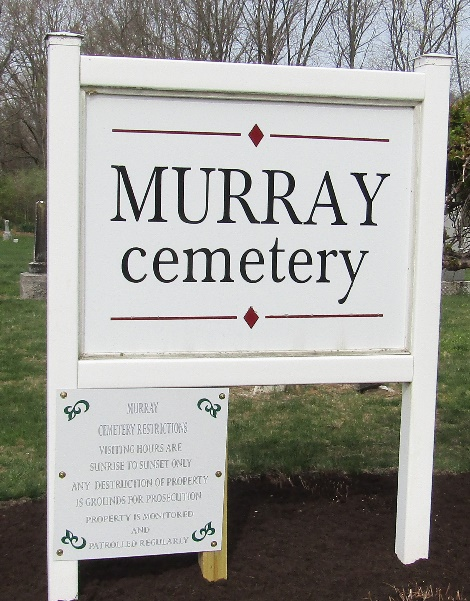 MURRAY
cemetery
MURRAY
CEMETERY RESTRICTIONS
VISITING HOURS ARE
SUNRISE TO SUNSET ONLY
ANY DESTRUCTION OF PROPERTY
IS GROUNDS FOR PROSECUTION
PROPERTY IS MONITORED
AND
PATROLLED REGULARLY